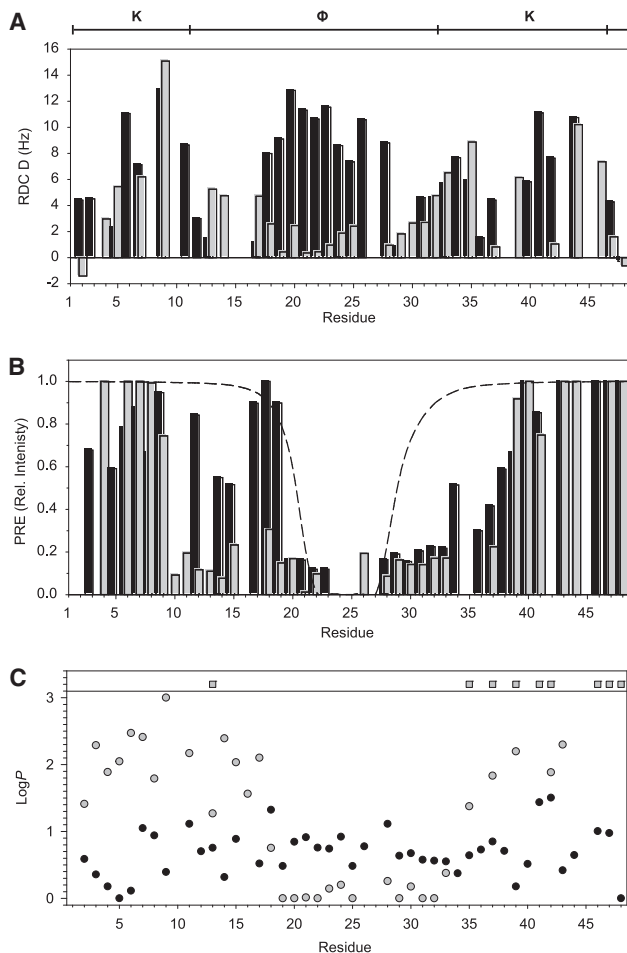 K Φ K
A
16
14
12
10
8
6
4
2
0
-2
RDC D (Hz)
1 5 10 15 20 25 30 35 40 45
Residue
B
1.0
0.8
0.6
0.4
0.2
0.0
PRE (Rel. Intenisty)
1 5 10 15 20 25 30 35 40 45
Residue
C
3
2
1
0
LogP
5 10 15 20 25 30 35 40 45
Residue